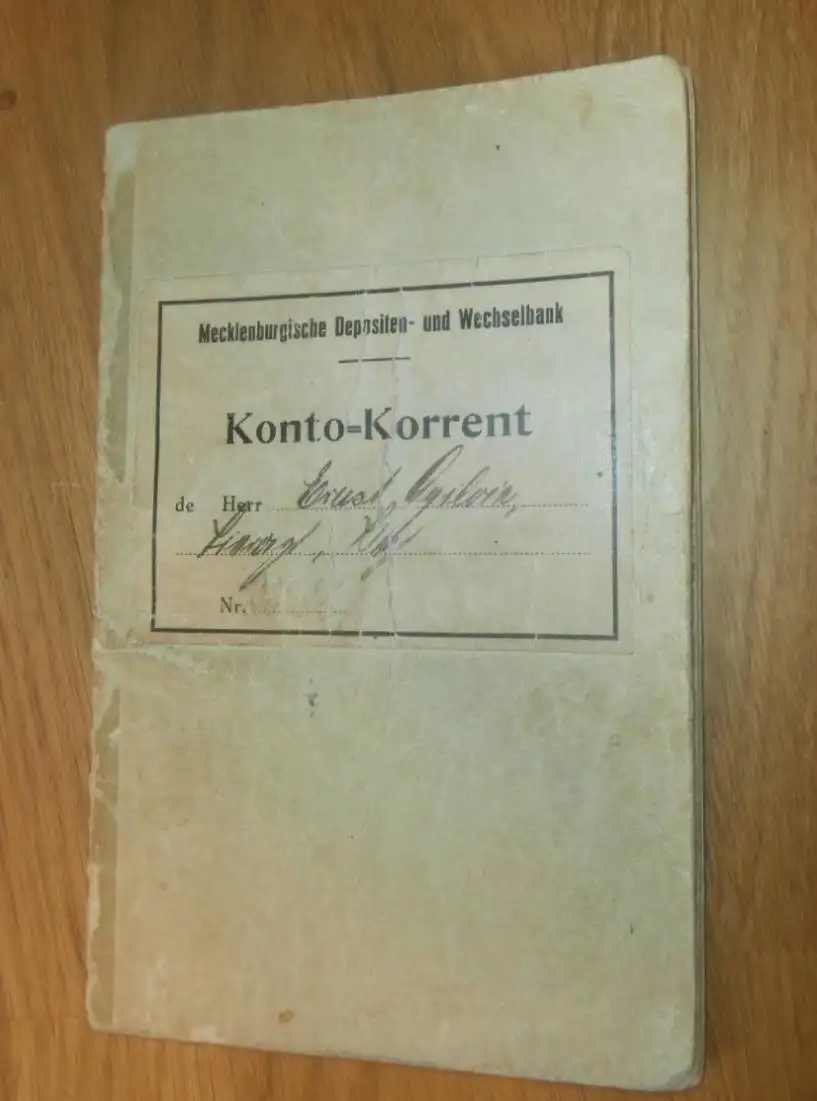 Mecklenburgische Depositen- und Wechselbank
Konto=Korrent
de Herr Ernst
Nr.